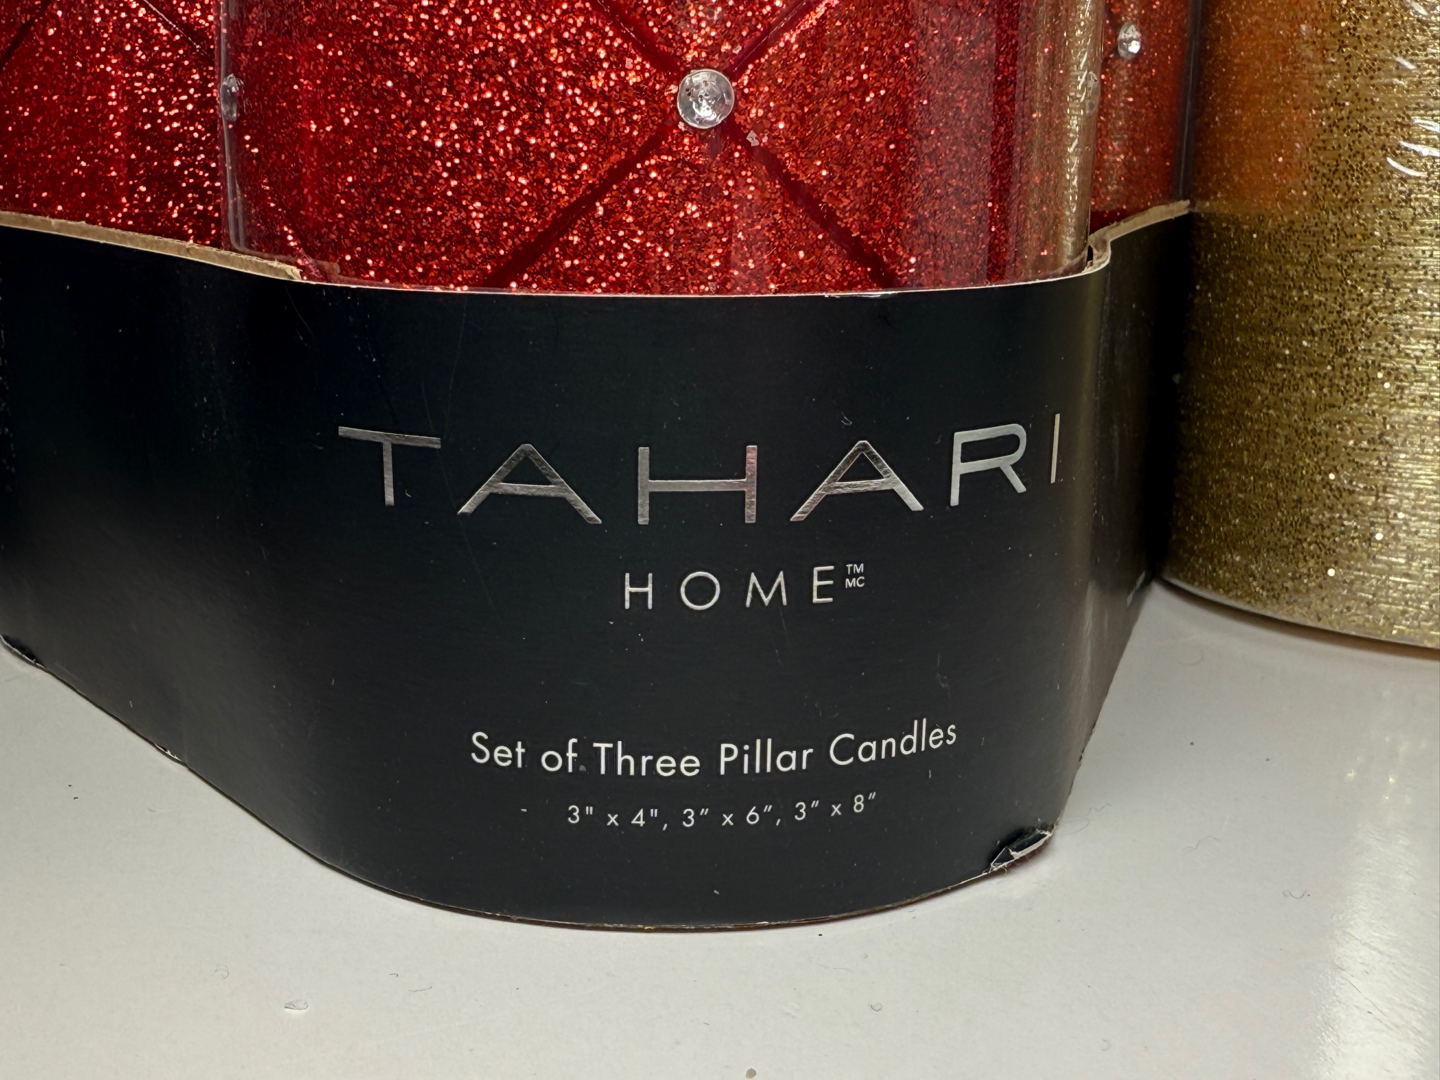 TAHARI
HOME™ MC
Set of Three Pillar Candles
3" x 4", 3" x 6", 3" x 8"